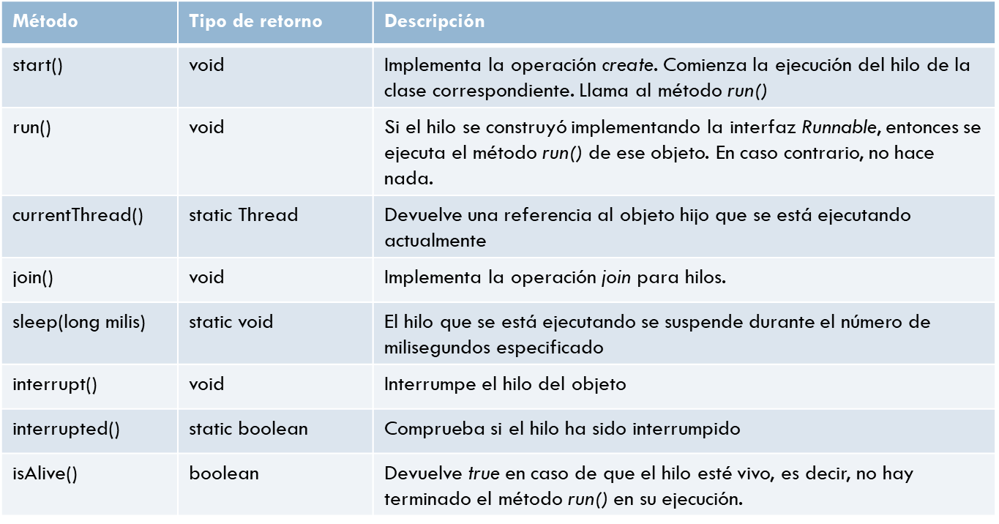 Método Tipo de retorno Descripción
start() void Implementa la operación create. Comienza la ejecución del hilo de la
clase correspondiente. Llama al método run()
run() void Si el hilo se construyó implementando la interfaz Runnable, entonces se
ejecuta el método run() de ese objeto. En caso contrario, no hace
nada.
currentThread() static Thread Devuelve una referencia al objeto hijo que se está ejecutando
actualmente
join() void Implementa la operación join para hilos.
sleep(long milis) static void El hilo que se está ejecutando se suspende durante el número de
milisegundos especificado
interrupt() void Interrumpe el hilo del objeto
interrupted() static boolean Comprueba si el hilo ha sido interrumpido
isAlive() boolean Devuelve true en caso de que el hilo esté vivo, es decir, no hay
terminado el método run() en su ejecución.